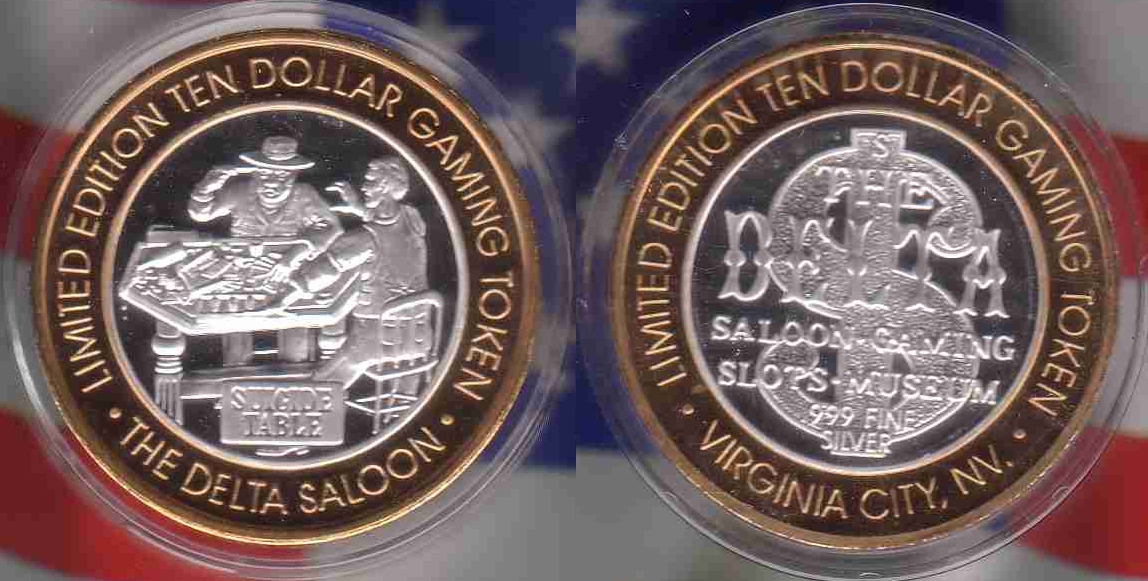 LIMITED EDITION TEN DOLLAR GAMING TOKEN
SUICIDE
TABLE
• THE DELTA SALOON •
LIMITED EDITION TEN DOLLAR GAMING TOKEN
THE
DELTA
SALOON · GAMING
SLOTS · MUSEUM
.999 FINE
SILVER
• VIRGINIA CITY, NV. •